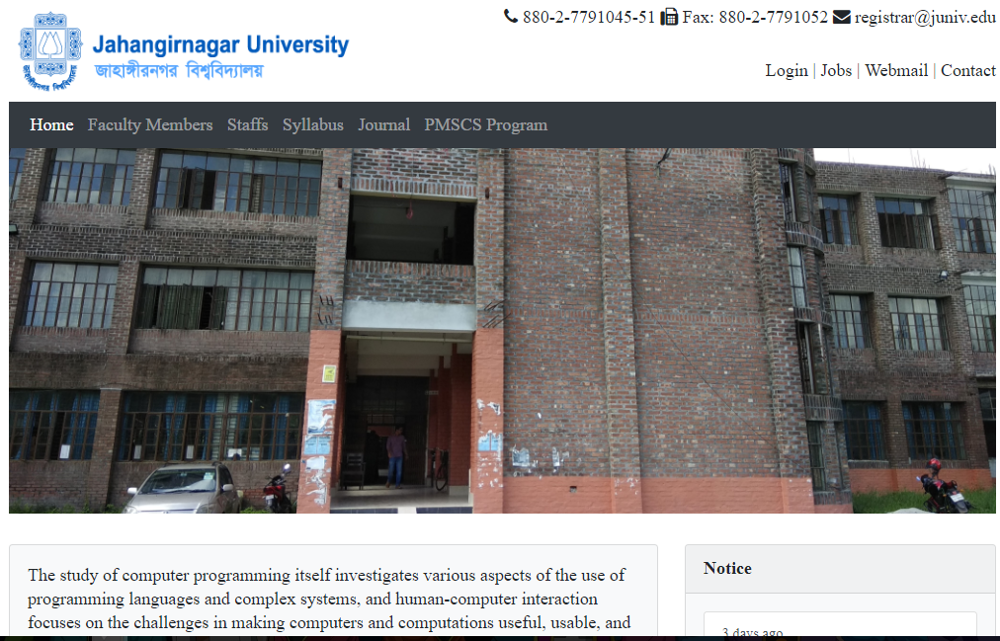 880-2-7791045-51 Fax: 880-2-7791052 registrar@juniv.edu
Jahangirnagar University
জাহাঙ্গীরনগর বিশ্ববিদ্যালয়
জাহাঙ্গীরনগর বিশ্ববিদ্যালয়
Login | Jobs | Webmail | Contact
Home Faculty Members Staffs Syllabus Journal PMSCS Program
The study of computer programming itself investigates various aspects of the use of
programming languages and complex systems, and human-computer interaction
focuses on the challenges in making computers and computations useful, usable, and
Notice
3 days ago